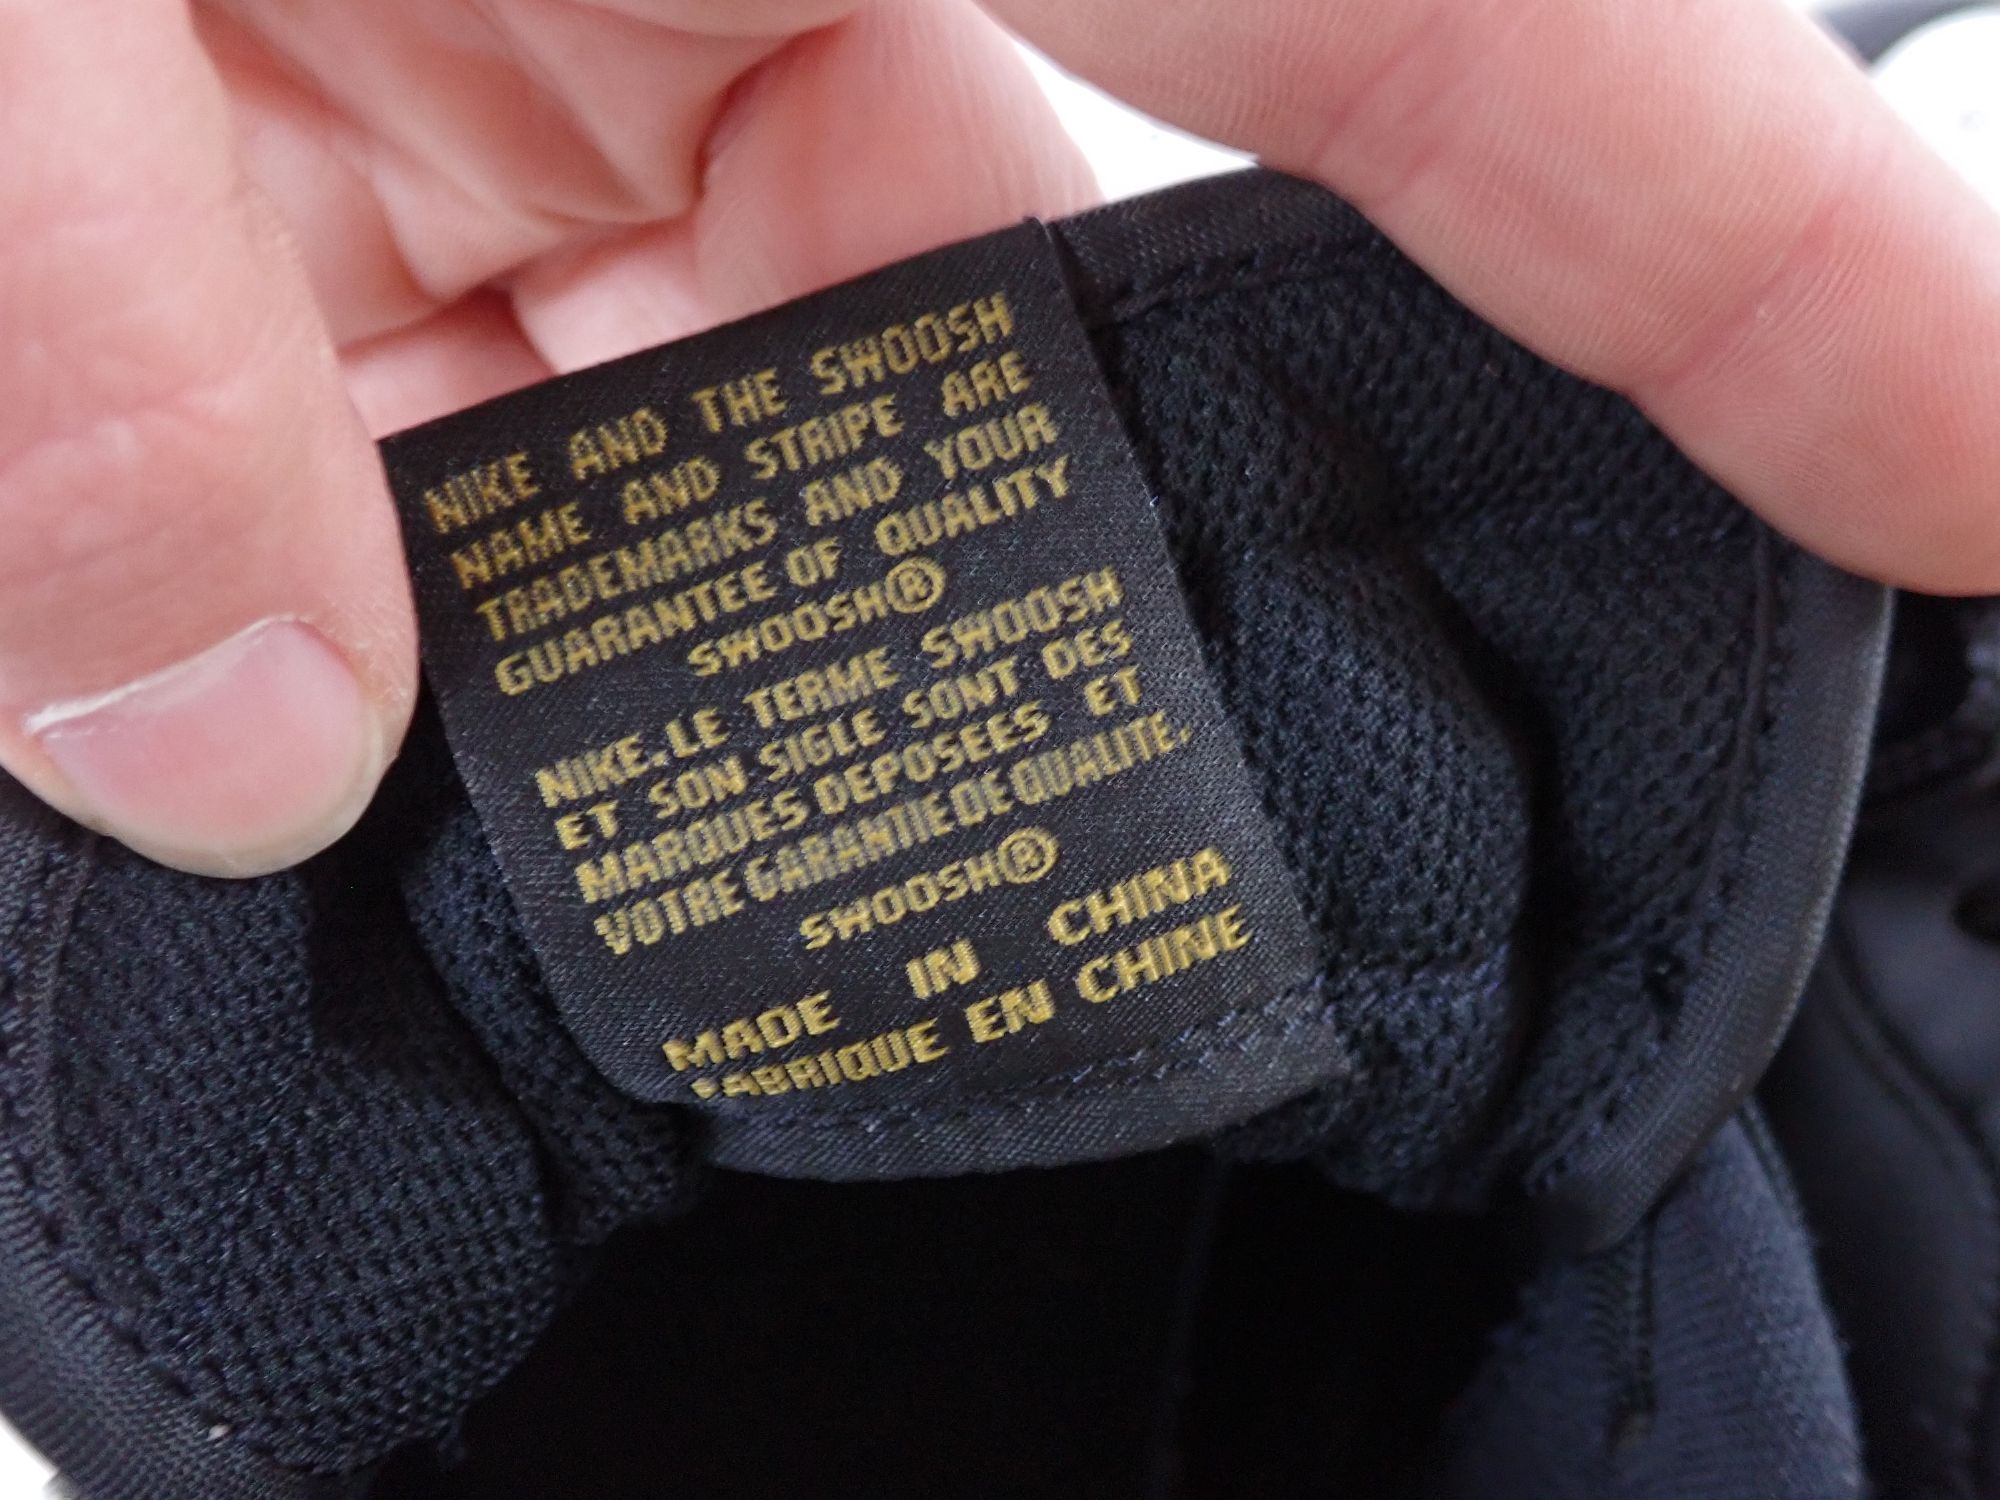 NIKE AND THE SWOOSH
NAME AND STRIPE ARE
TRADEMARKS AND YOUR
GUARANTEE OF QUALITY
SWOOSH®
NIKE.LE TERME SWOOSH
ET SON SIGLE SONT DES
MARQUES DEPOSEES ET
VOTRE GARANTIE DE QUALITE.
SWOOSH®
MADE IN CHINA
FABRIQUE EN CHINE